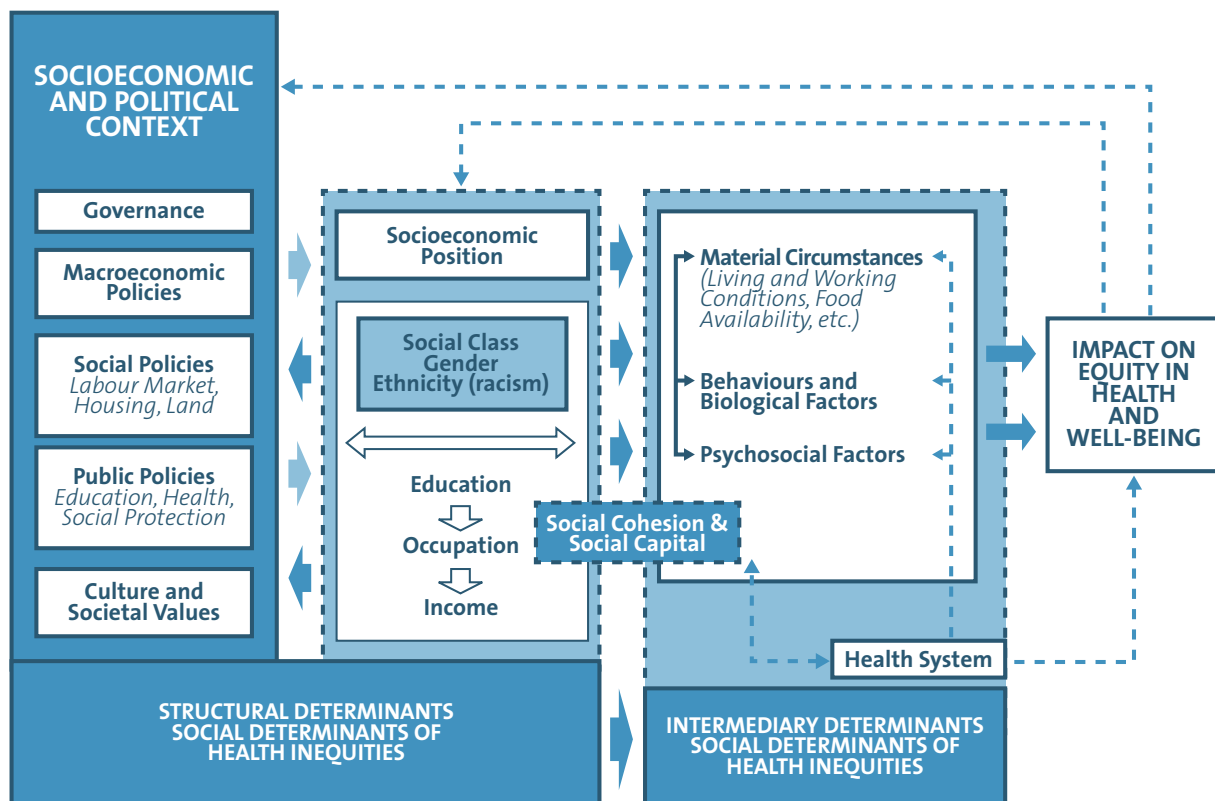 SOCIOECONOMIC
AND POLITICAL
CONTEXT
Governance
Macroeconomic
Policies
Social Policies
Labour Market,
Housing, Land
Public Policies
Education, Health,
Social Protection
Culture and
Societal Values
Socioeconomic
Position
Social Class
Gender
Ethnicity (racism)
Education
Occupation
Income
Social Cohesion &
Social Capital
Material Circumstances
(Living and Working
Conditions, Food
Availability, etc.)
Behaviours and
Biological Factors
Psychosocial Factors
Health System
IMPACT ON
EQUITY IN
HEALTH
AND
WELL-BEING
STRUCTURAL DETERMINANTS
SOCIAL DETERMINANTS OF
HEALTH INEQUITIES
INTERMEDIARY DETERMINANTS
SOCIAL DETERMINANTS OF
HEALTH INEQUITIES